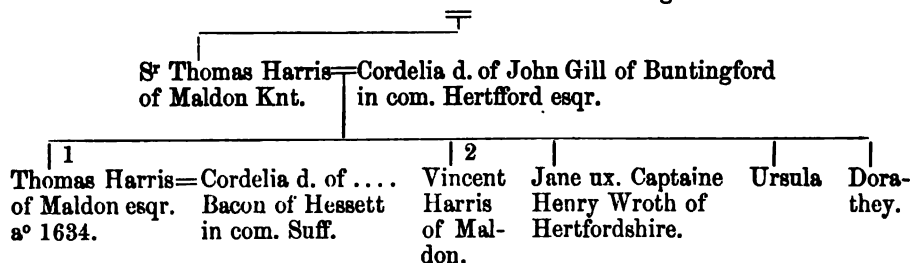 Sr Thomas Harris=Cordelia d. of John Gill of Buntingford
of Maldon Knt. in com. Hertfford esqr.
1 2
Thomas Harris=Cordelia d. of .... Vincent Jane ux. Captaine Ursula Dora-
of Maldon esqr. Bacon of Hessett Harris Henry Wroth of they.
aº 1634. in com. Suff. of Mal- Hertfordshire.
don.